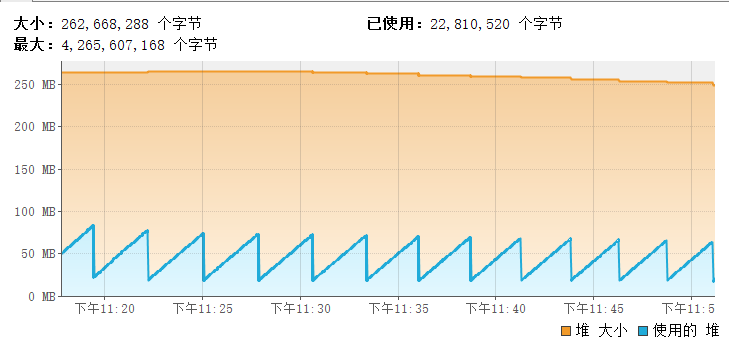 大小: 262,668,288 个字节 已使用: 22,810,520 个字节
最大: 4,265,607,168 个字节
250 MB
200 MB
150 MB
100 MB
50 MB
0 MB
下午11:20 下午11:25 下午11:30 下午11:35 下午11:40 下午11:45 下午11:5
堆 大小 使用的 堆